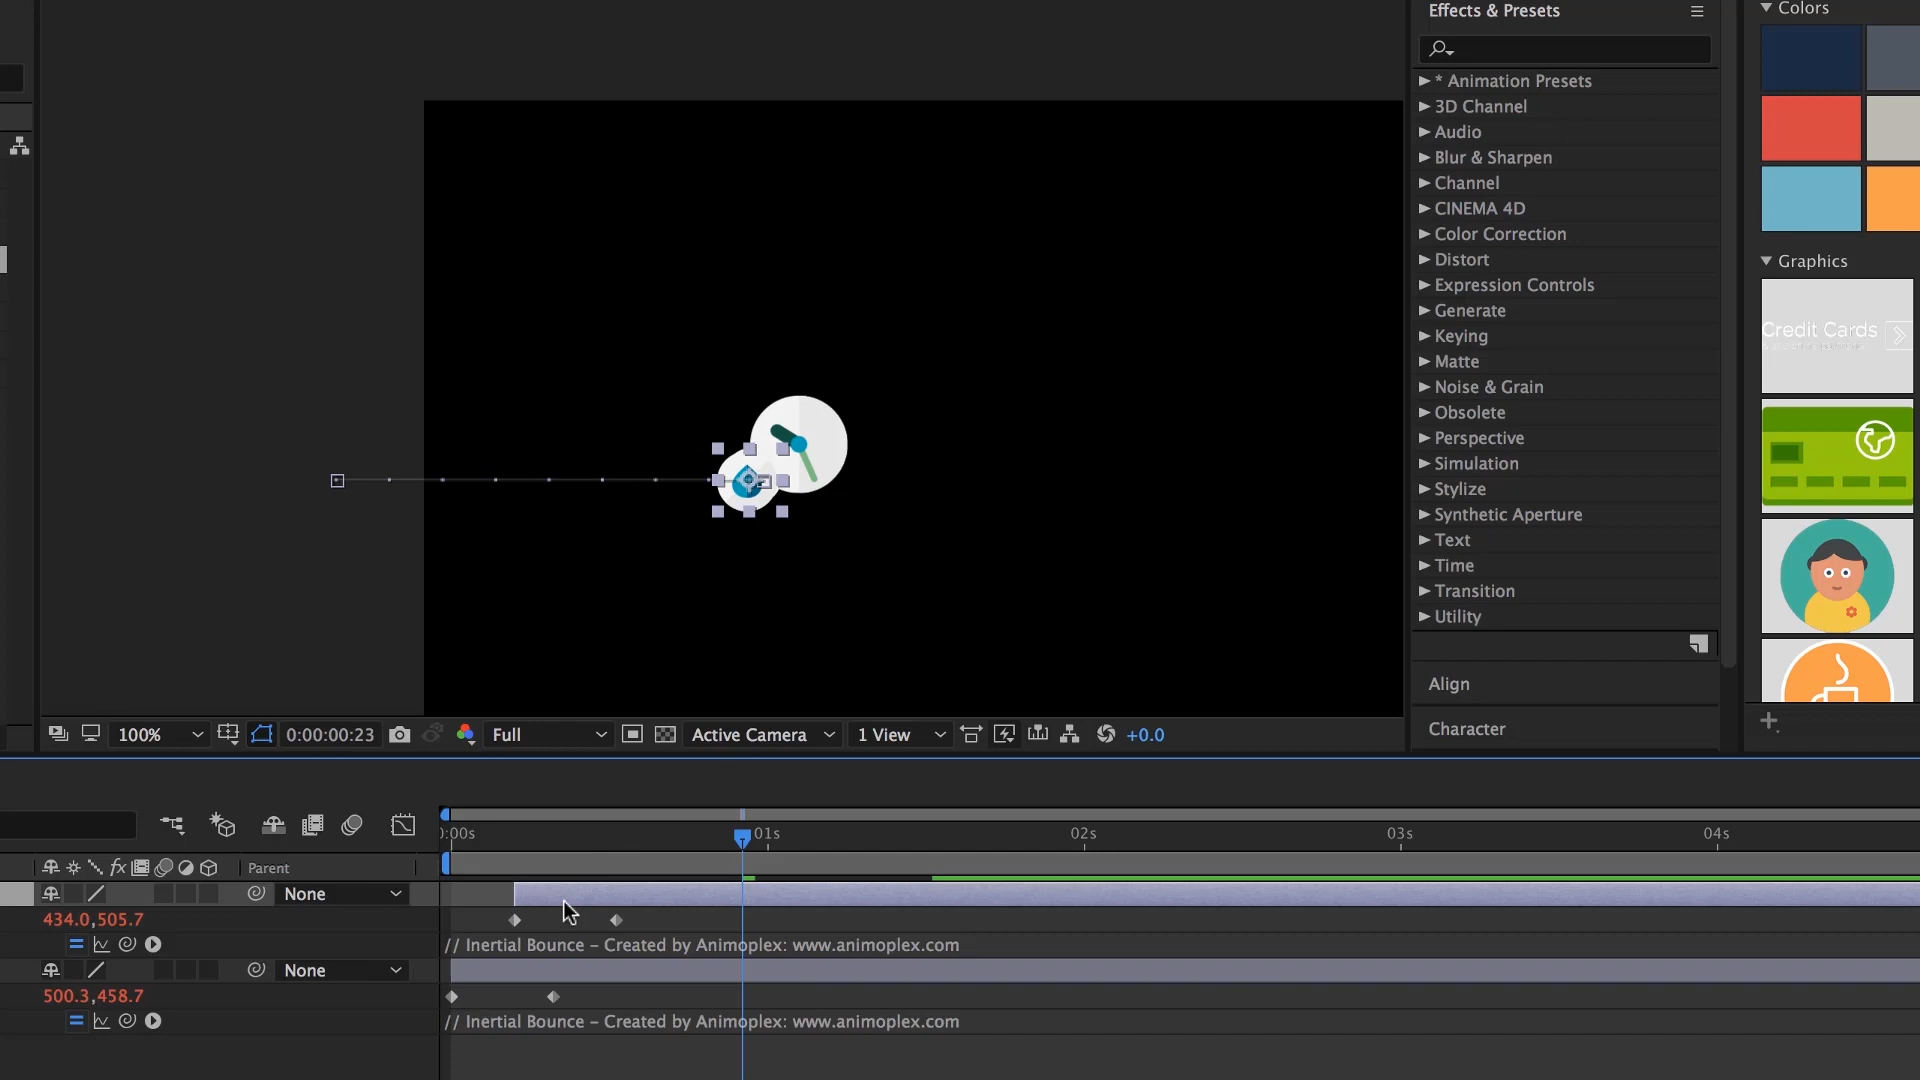 Effects & Presets
* Animation Presets
3D Channel
Audio
Blur & Sharpen
Channel
CINEMA 4D
Color Correction
Distort
Expression Controls
Generate
Keying
Matte
Noise & Grain
Obsolete
Perspective
Simulation
Stylize
Synthetic Aperture
Text
Time
Transition
Utility
Align
Character
Colors
Graphics
Credit Cards
100%
0:00:00:23
Full
Active Camera
1 View
+0.0
):00s 01s 02s 03s 04s
fx Parent
None
434.0,505.7
// Inertial Bounce – Created by Animoplex: www.animoplex.com
None
500.3,458.7
// Inertial Bounce – Created by Animoplex: www.animoplex.com